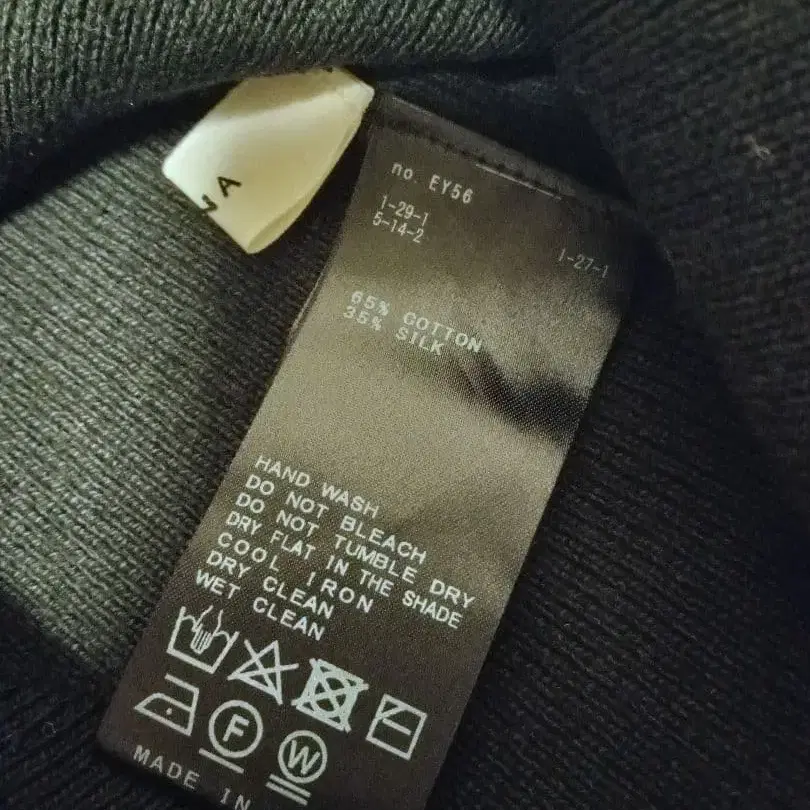 no. EY56
1-29-1
5-14-2
1-27-1
65% COTTON
35% SILK
HAND WASH
DO NOT BLEACH
DO NOT TUMBLE DRY
DRY FLAT IN THE SHADE
COOL IRON
DRY CLEAN
WET CLEAN
F
W
MADE IN